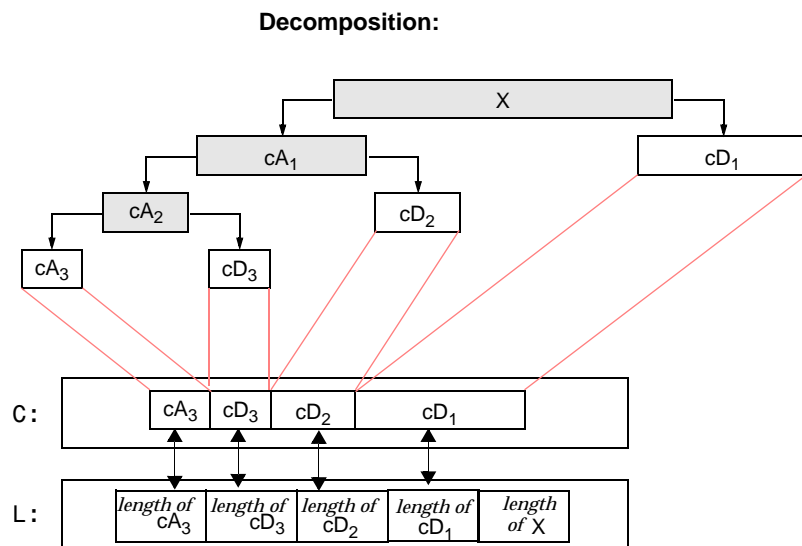 Decomposition:
X
cA₁
cD₁
cA₂
cD₂
cA₃
cD₃
C:
cA₃ cD₃ cD₂ cD₁
L:
length of cA₃
length of cD₃
length of cD₂
length of cD₁
length of X